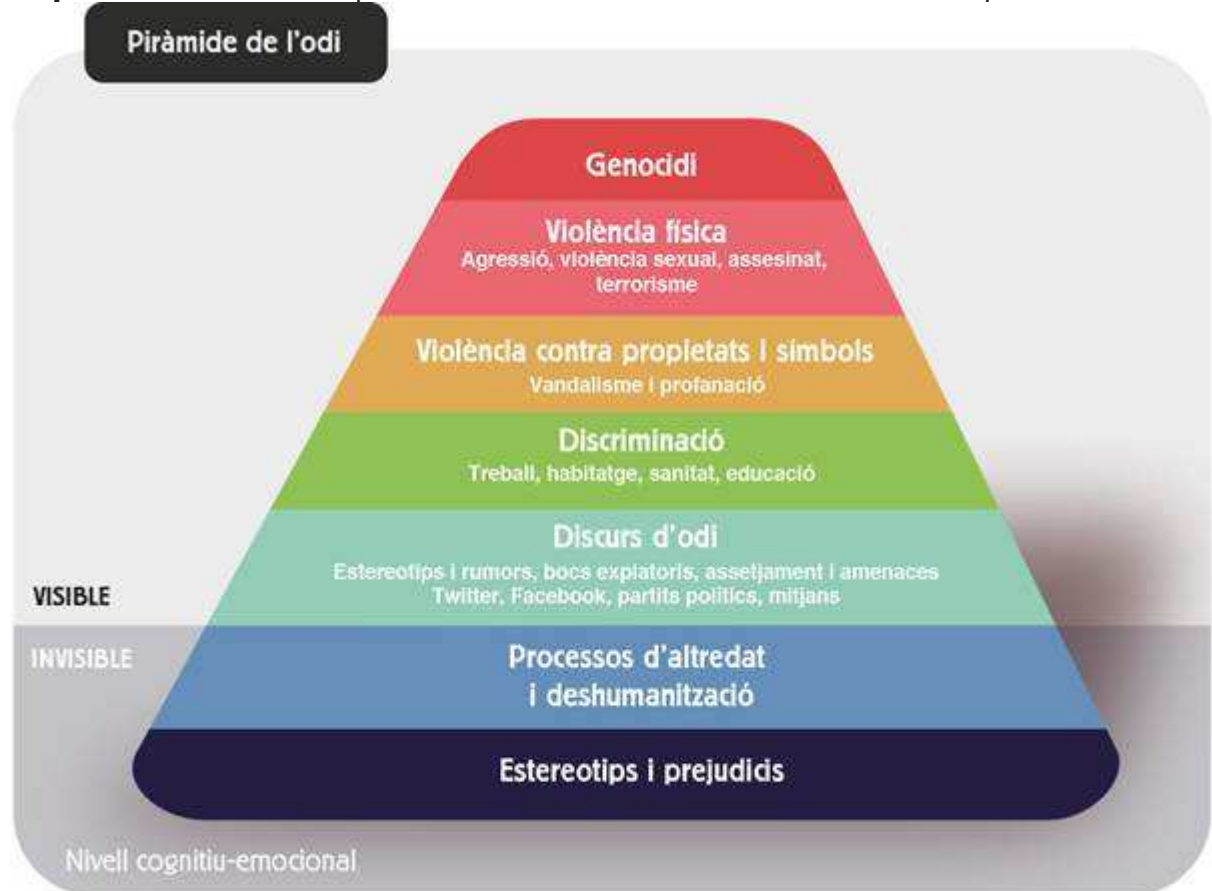 Piràmide de l'odi
Genocidi
Violència física
Agressió, violència sexual, assesinat,
terrorisme
Violència contra propietats i símbols
Vandalisme i profanació
Discriminació
Treball, habitatge, sanitat, educació
Discurs d'odi
Estereotips i rumors, bocs expiatoris, assetjament i amenaces
Twitter, Facebook, partits polítics, mitjans
VISIBLE
INVISIBLE
Processos d'altredat
i deshumanització
Estereotips i prejudicis
Nivell cognitiu-emocional